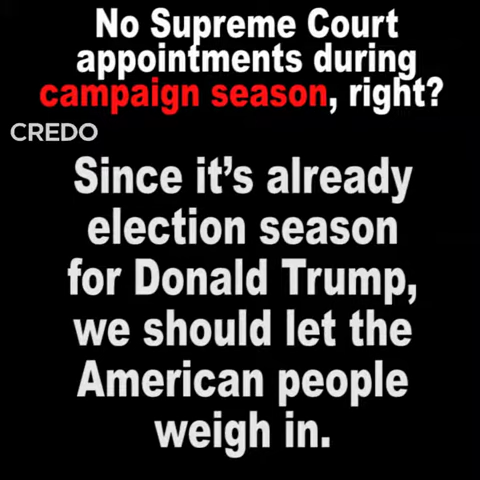 No Supreme Court
appointments during
campaign season, right?
CREDO
Since it's already
election season
for Donald Trump,
we should let the
American people
weigh in.